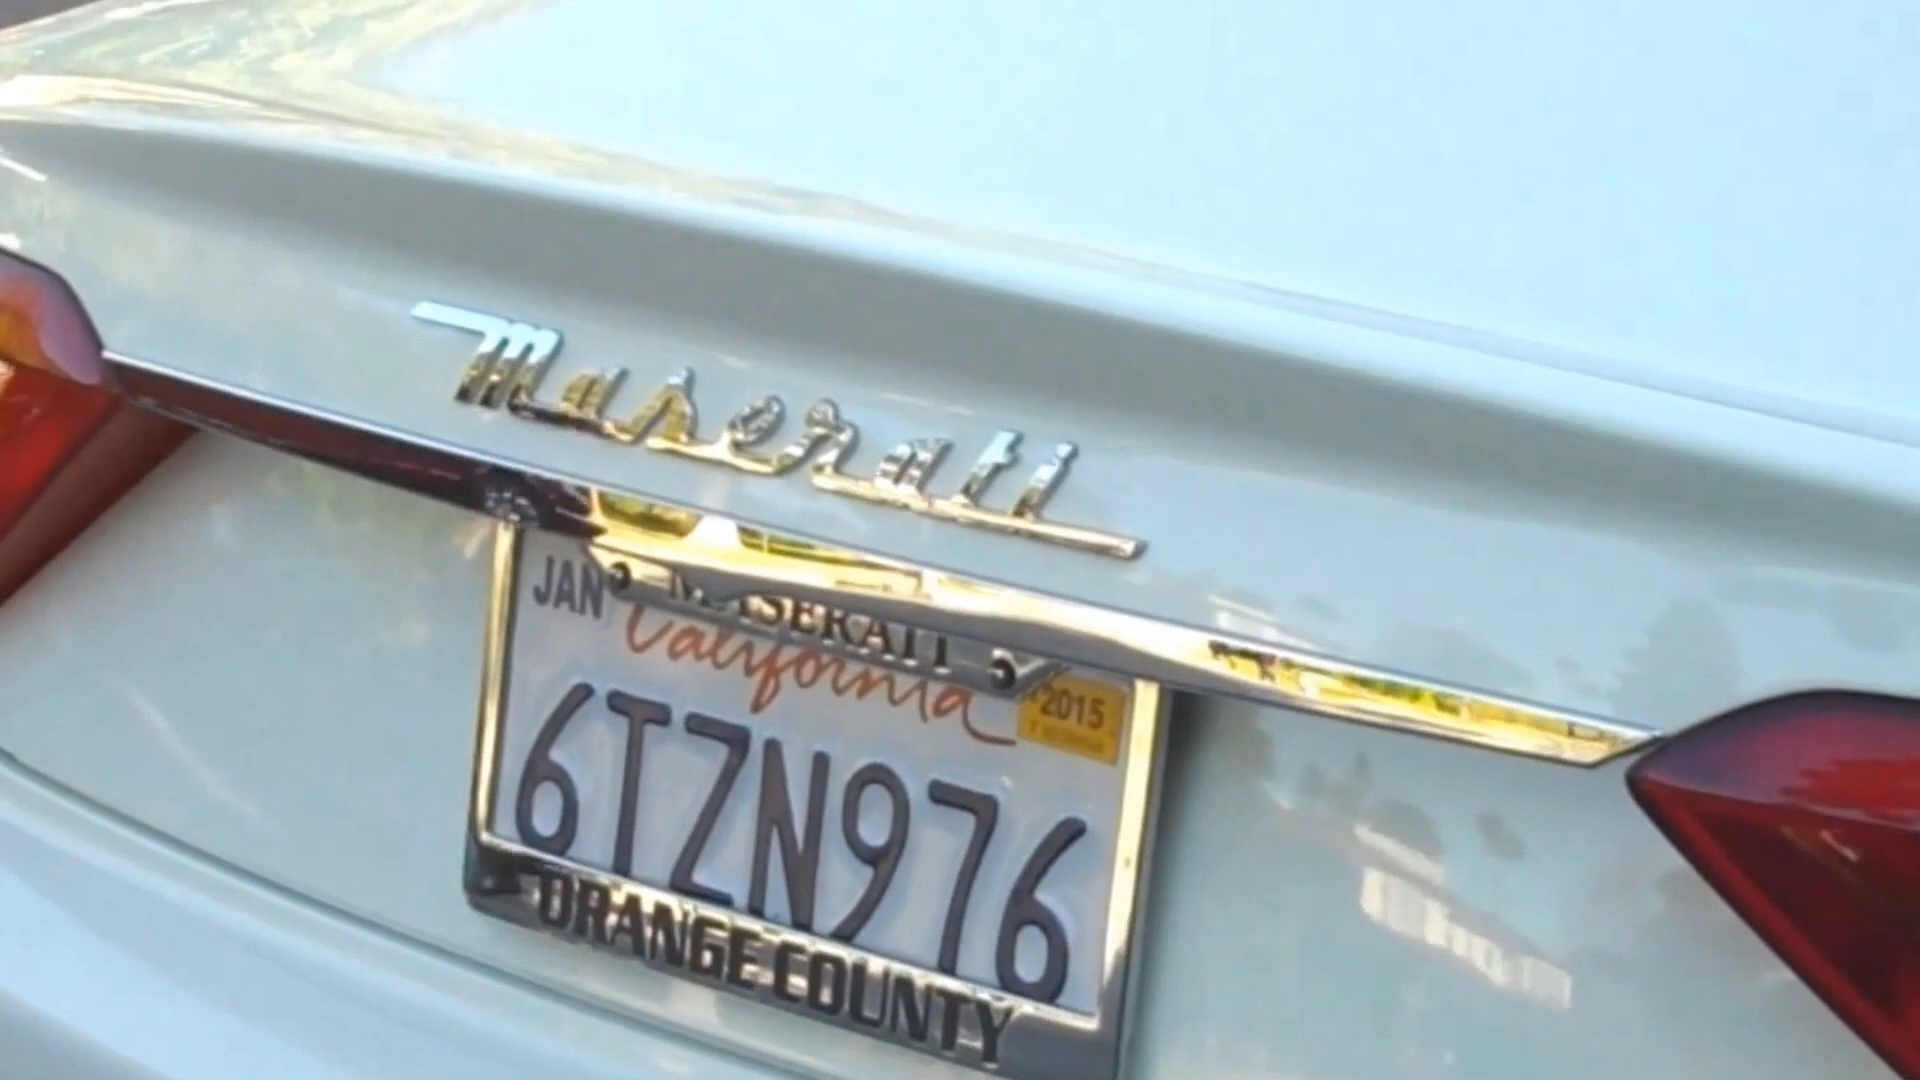 Maserati
JAN
MASERATI
California
2015
6TZN976
ORANGE COUNTY